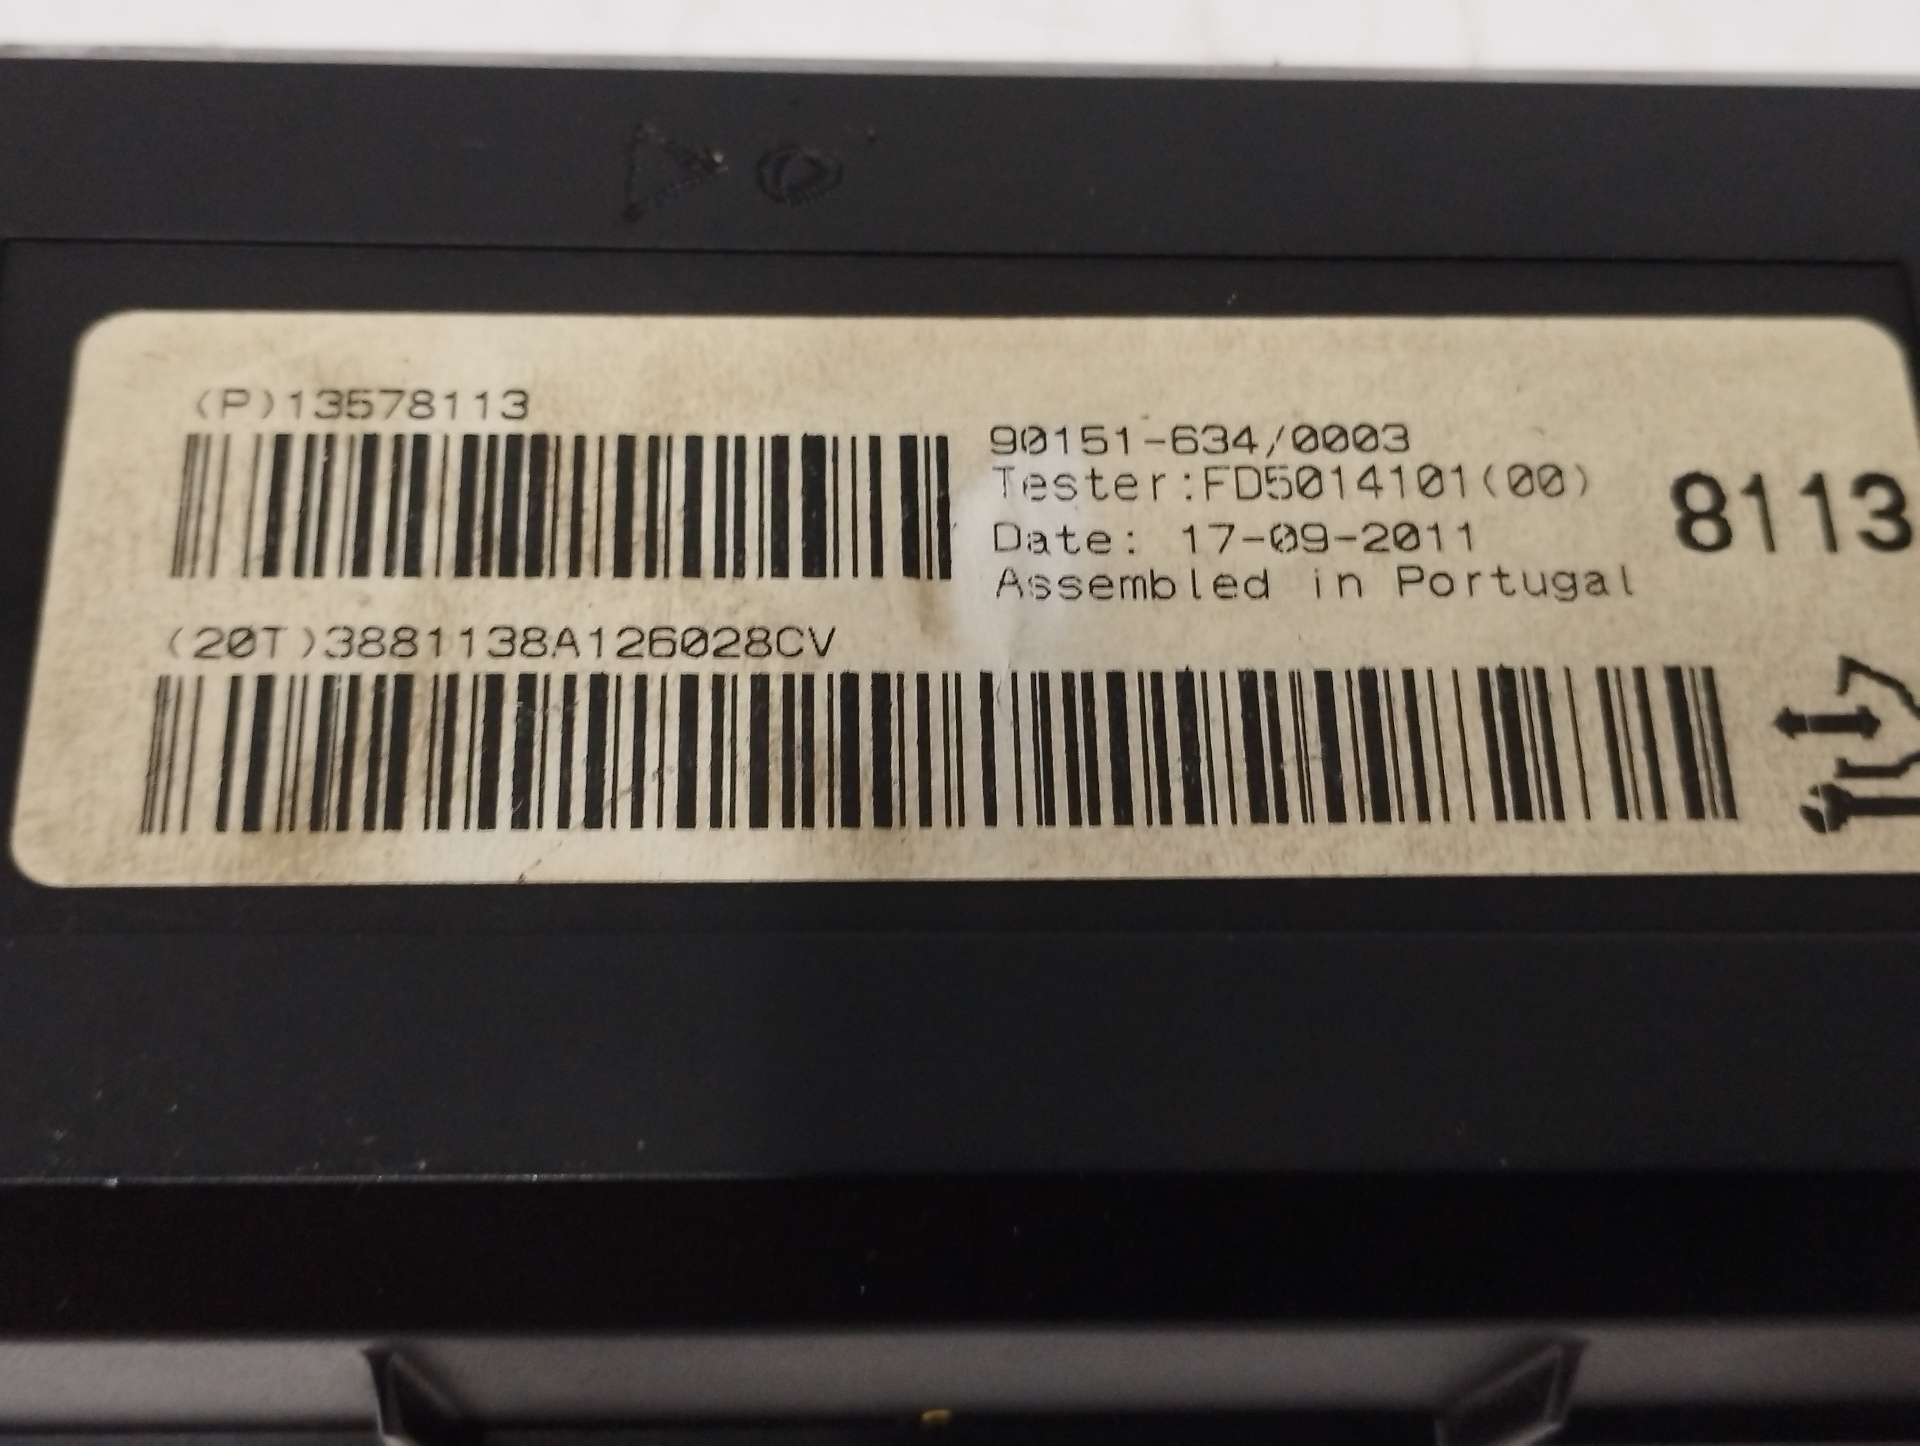 (P)13578113
90151-634/0003
Tester:FD5014101(00)
Date: 17-09-2011
Assembled in Portugal
8113
(20T)3881138A126028CV